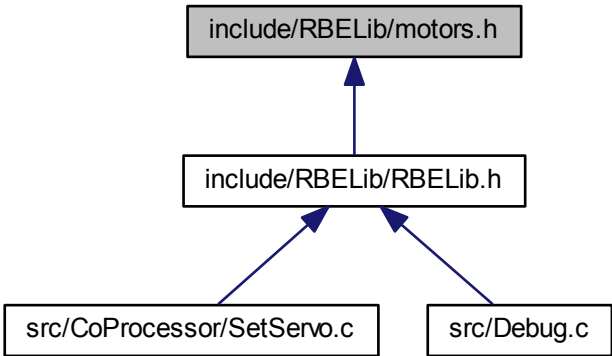 include/RBELib/motors.h
include/RBELib/RBELib.h
src/CoProcessor/SetServo.c
src/Debug.c